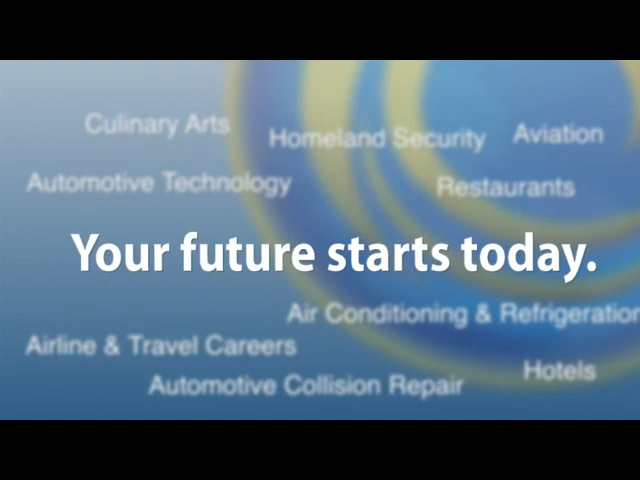 Culinary Arts
Homeland Security
Aviation
Automotive Technology
Restaurants
Your future starts today.
Air Conditioning & Refrigeration
Airline & Travel Careers
Hotels
Automotive Collision Repair